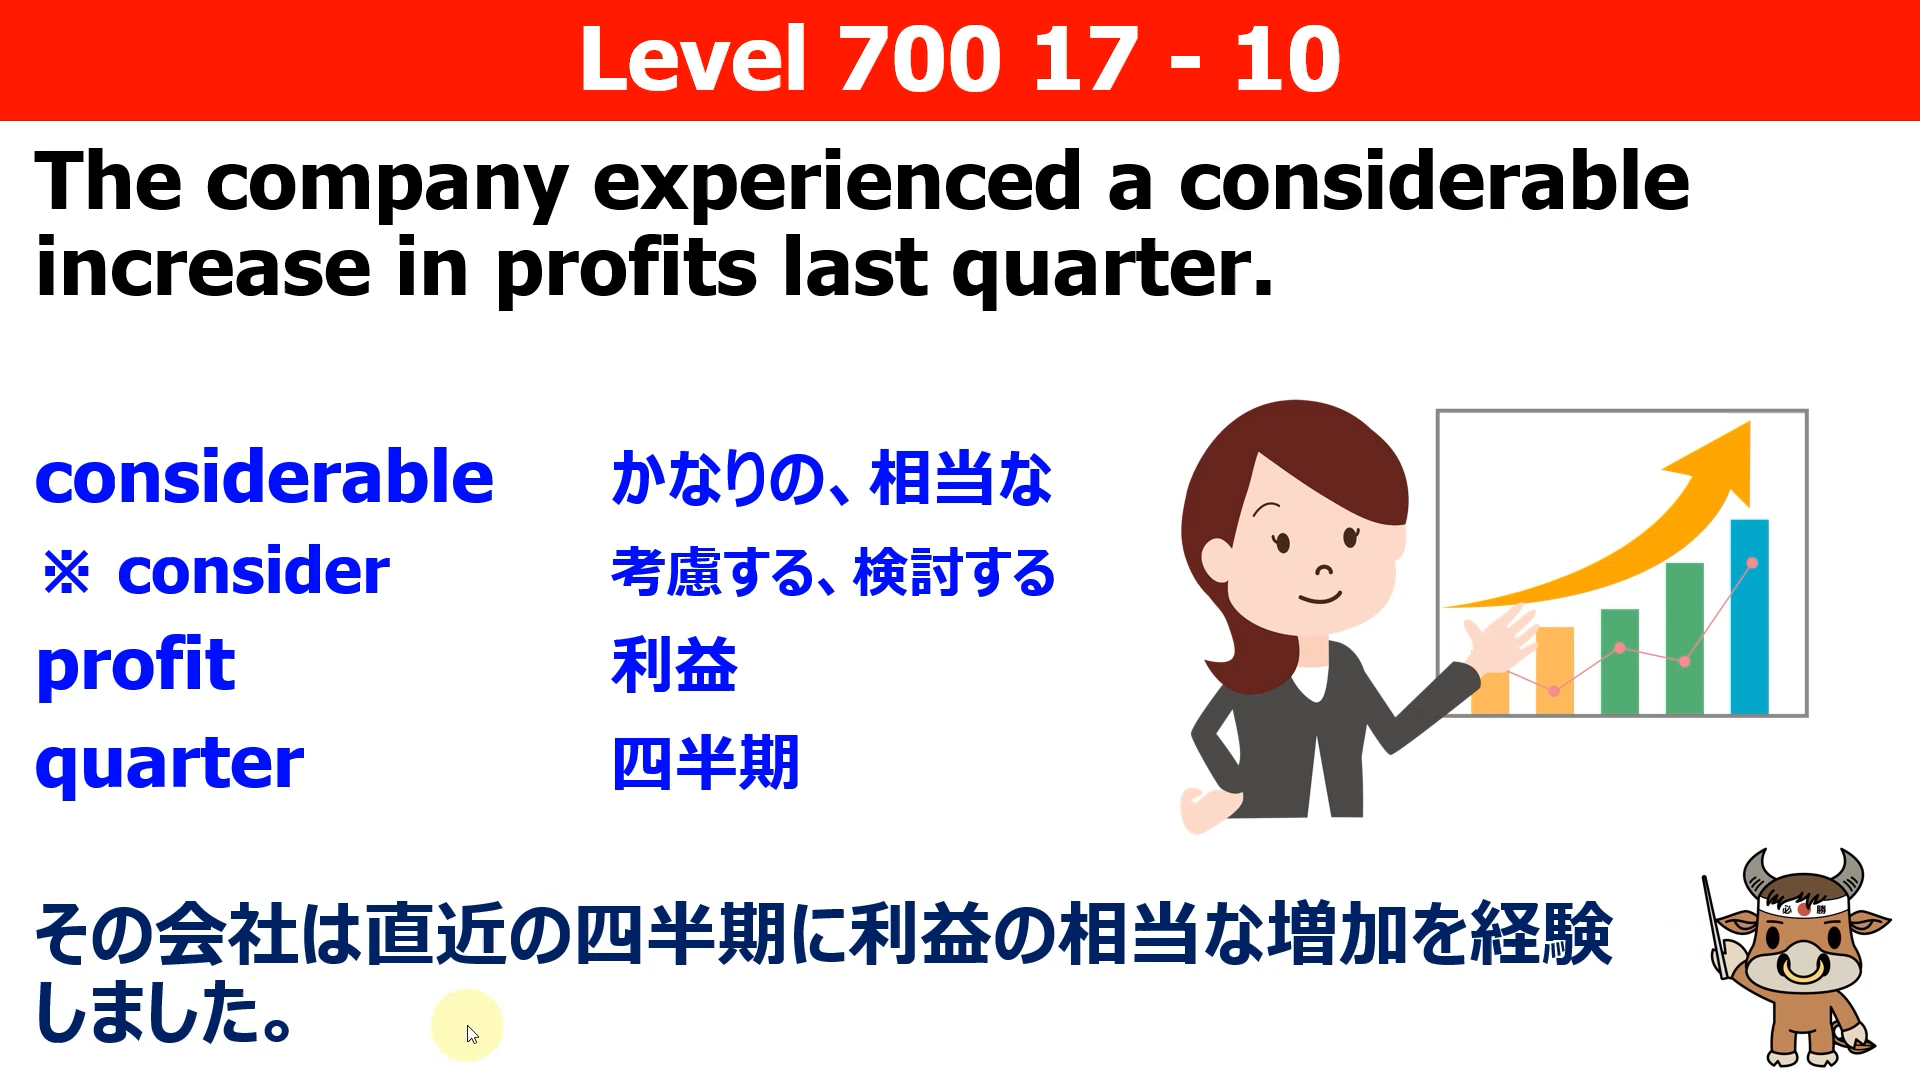 Level 700 17 - 10
The company experienced a considerable
increase in profits last quarter.
considerable かなりの、相当な
※ consider 考慮する、検討する
profit 利益
quarter 四半期
その会社は直近の四半期に利益の相当な増加を経験
しました。
必勝